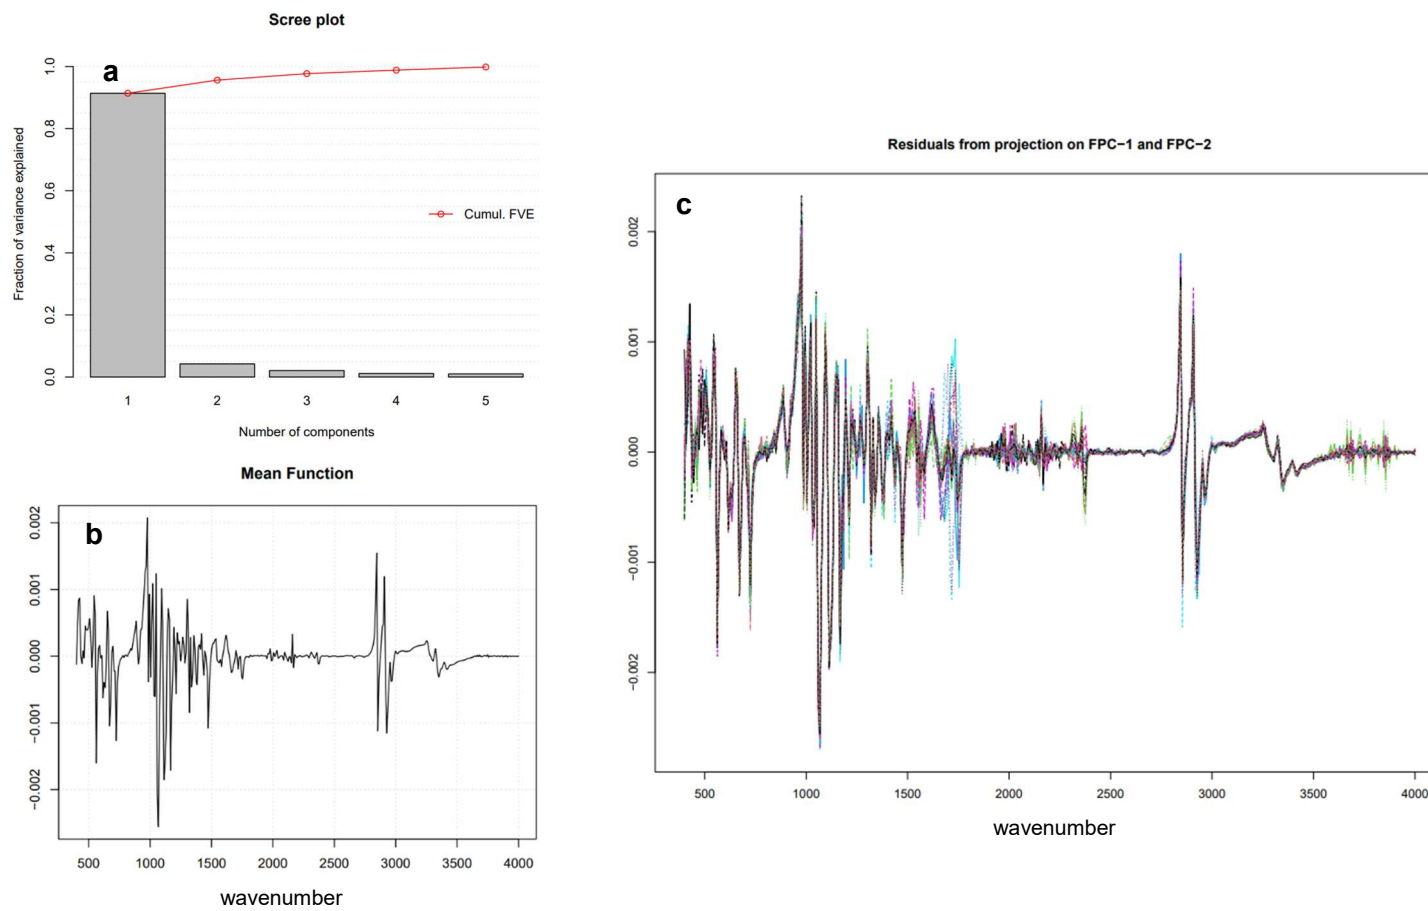 Scree plot
a
Fraction of variance explained
1.0
0.8
0.6
0.4
0.2
0.0
Cumul. FVE
1 2 3 4 5
Number of components
Mean Function
b
0.002
0.001
0.000
−0.001
−0.002
500 1000 1500 2000 2500 3000 3500 4000
wavenumber
Residuals from projection on FPC−1 and FPC−2
c
0.002
0.001
0.000
−0.001
−0.002
500 1000 1500 2000 2500 3000 3500 4000
wavenumber